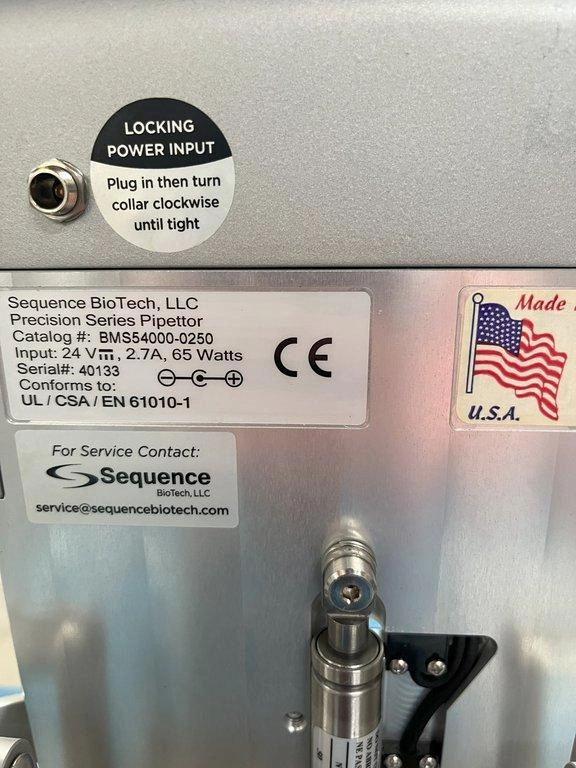 LOCKING
POWER INPUT
Plug in then turn
collar clockwise
until tight
Sequence BioTech, LLC
Precision Series Pipettor
Catalog #: BMS54000-0250
Input: 24 V⎓, 2.7A, 65 Watts
Serial#: 40133
Conforms to:
UL / CSA / EN 61010-1
CE
Made
U.S.A.
For Service Contact:
Sequence
BioTech, LLC
service@sequencebiotech.com